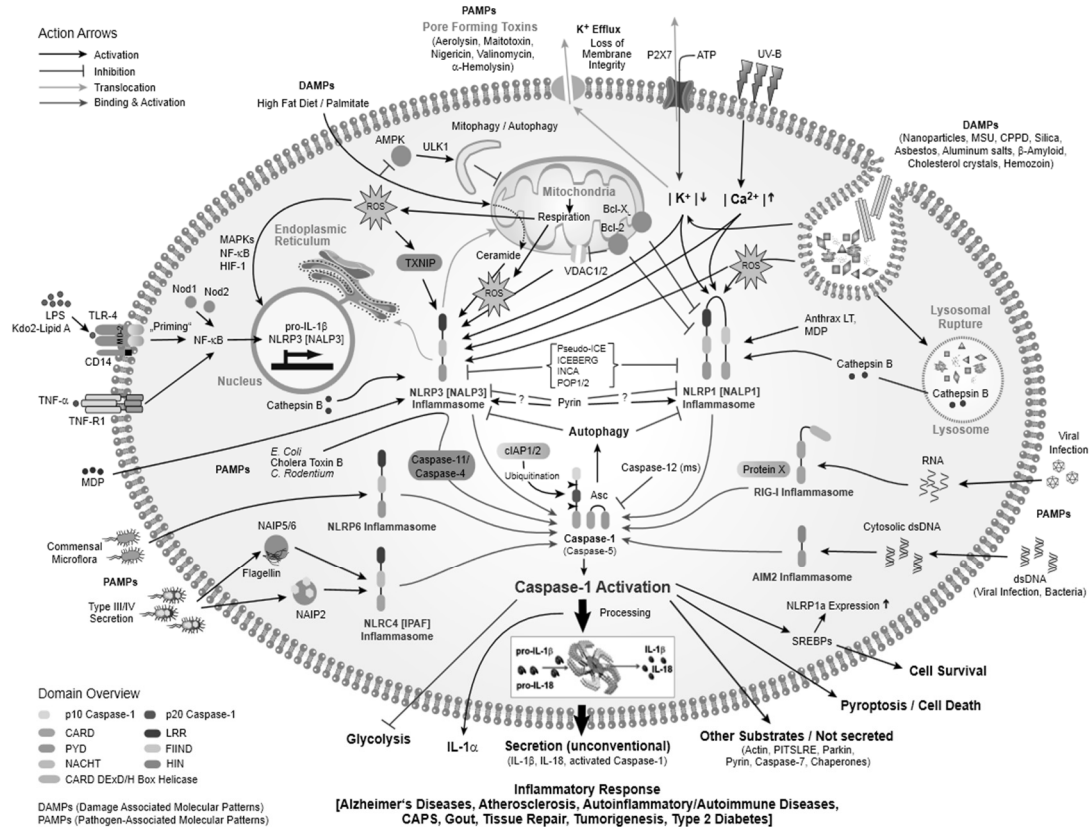 Action Arrows
Activation
Inhibition
Translocation
Binding & Activation
PAMPs
Pore Forming Toxins
(Aerolysin, Maitotoxin,
Nigericin, Valinomycin,
α-Hemolysin)
K+ Efflux
Loss of
Membrane
Integrity
P2X7
ATP
UV-B
DAMPs
High Fat Diet / Palmitate
DAMPs
(Nanoparticles, MSU, CPPD, Silica,
Asbestos, Aluminum salts, β-Amyloid,
Cholesterol crystals, Hemozoin)
Mitophagy / Autophagy
AMPK
ULK1
Mitochondria
Respiration
Bcl-X
Bcl-2
| K+ |↓
| Ca2+ |↑
ROS
MAPKs
NF-κB
HIF-1
Endoplasmic
Reticulum
TXNIP
Ceramide
VDAC1/2
ROS
ROS
Nod1
Nod2
LPS
Kdo2-Lipid A
TLR-4
MD-2
CD14
„Priming“
NF-κB
pro-IL-1β
NLRP3 [NALP3]
Nucleus
Anthrax LT,
MDP
Lysosomal
Rupture
Pseudo-ICE
ICEBERG
INCA
POP1/2
Cathepsin B
Cathepsin B
Lysosome
TNF-α
TNF-R1
Cathepsin B
NLRP3 [NALP3]
Inflammasome
?
Pyrin
?
NLRP1 [NALP1]
Inflammasome
Autophagy
MDP
PAMPs
E. Coli
Cholera Toxin B
C. Rodentium
Caspase-11/
Caspase-4
cIAP1/2
Ubiquitination
Caspase-12 (ms)
Asc
Protein X
RIG-I Inflammasome
RNA
Viral
Infection
PAMPs
NLRP6 Inflammasome
Caspase-1
(Caspase-5)
Cytosolic dsDNA
AIM2 Inflammasome
dsDNA
(Viral Infection, Bacteria)
Commensal
Microflora
PAMPs
Type III/IV
Secretion
NAIP5/6
Flagellin
NAIP2
NLRC4 [IPAF]
Inflammasome
Caspase-1 Activation
Processing
NLRP1a Expression ↑
SREBPs
pro-IL-1β
pro-IL-18
IL-1β
IL-18
Cell Survival
Pyroptosis / Cell Death
Domain Overview
p10 Caspase-1
p20 Caspase-1
CARD
LRR
PYD
FIIND
NACHT
HIN
CARD DExD/H Box Helicase
Glycolysis
IL-1α
Secretion (unconventional)
(IL-1β, IL-18, activated Caspase-1)
Other Substrates / Not secreted
(Actin, PITSLRE, Parkin,
Pyrin, Caspase-7, Chaperones)
DAMPs (Damage Associated Molecular Patterns)
PAMPs (Pathogen-Associated Molecular Patterns)
Inflammatory Response
[Alzheimer‘s Diseases, Atherosclerosis, Autoinflammatory/Autoimmune Diseases,
CAPS, Gout, Tissue Repair, Tumorigenesis, Type 2 Diabetes]